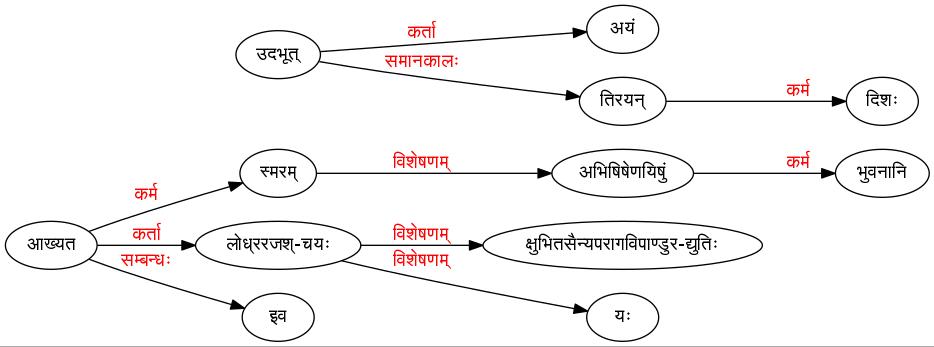 कर्ता
अयं
उदभूत्
समानकालः
तिरयन्
कर्म
दिशः
स्मरम्
विशेषणम्
अभिषिषेणयिषुं
कर्म
भुवनानि
कर्म
आख्यत
कर्ता
लोध्ररजश्-चयः
विशेषणम्
क्षुभितसैन्यपरागविपाण्डुर-द्युतिः
सम्बन्धः
विशेषणम्
इव
यः